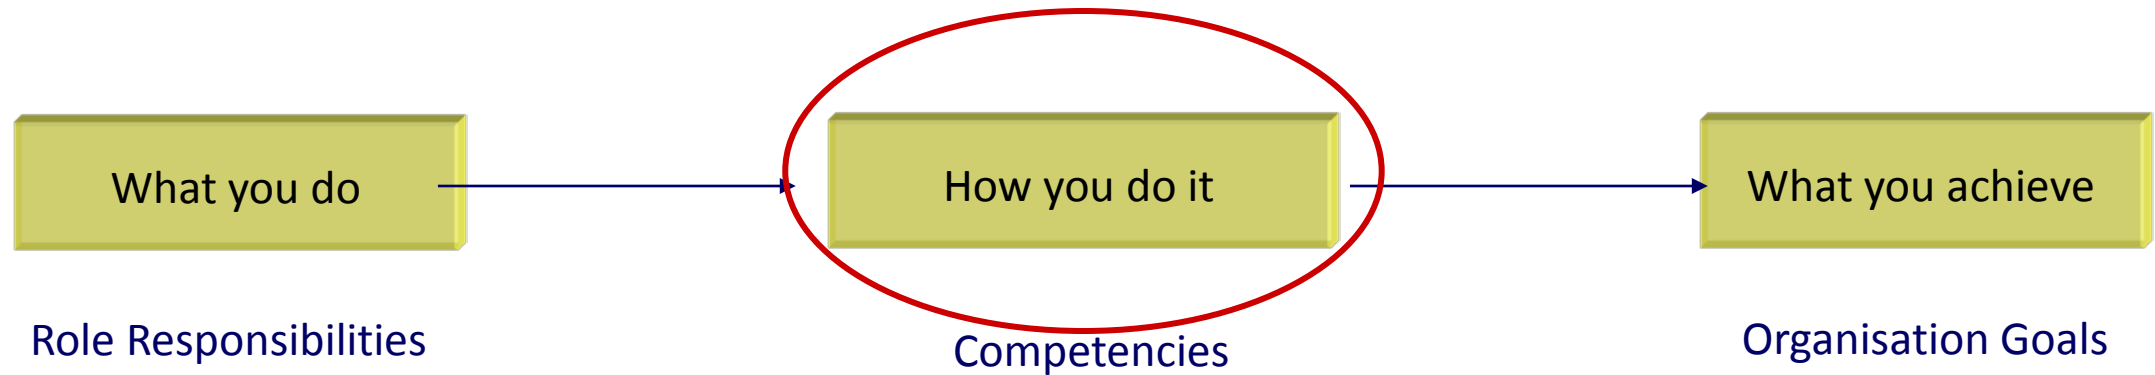 What you do
How you do it
What you achieve
Role Responsibilities
Competencies
Organisation Goals